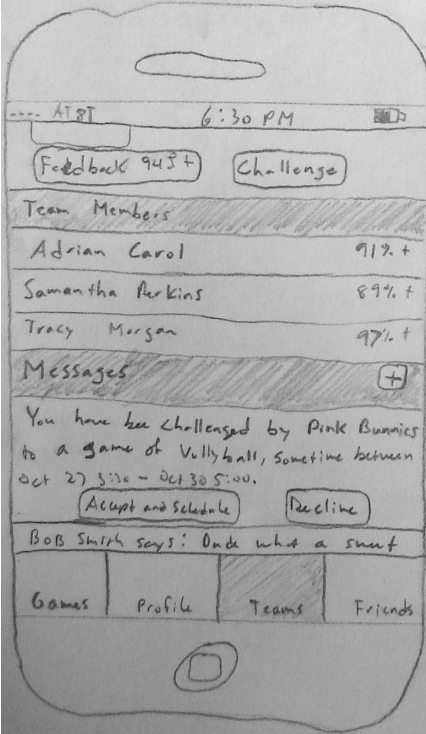 AT&T 6:30 PM
Feedback 94% + Challenge
Team Members
Adrian Carol 91% +
Samantha Perkins 89% +
Tracy Morgan 97% +
Messages +
You have bee challenged by Pink Bunnies
to a game of Vollyball, sometime between
Oct 27 3:30 - Oct 30 5:00.
Accept and Schedule Decline
BoB Smith says: Dude what a
Games Profile Teams Friends